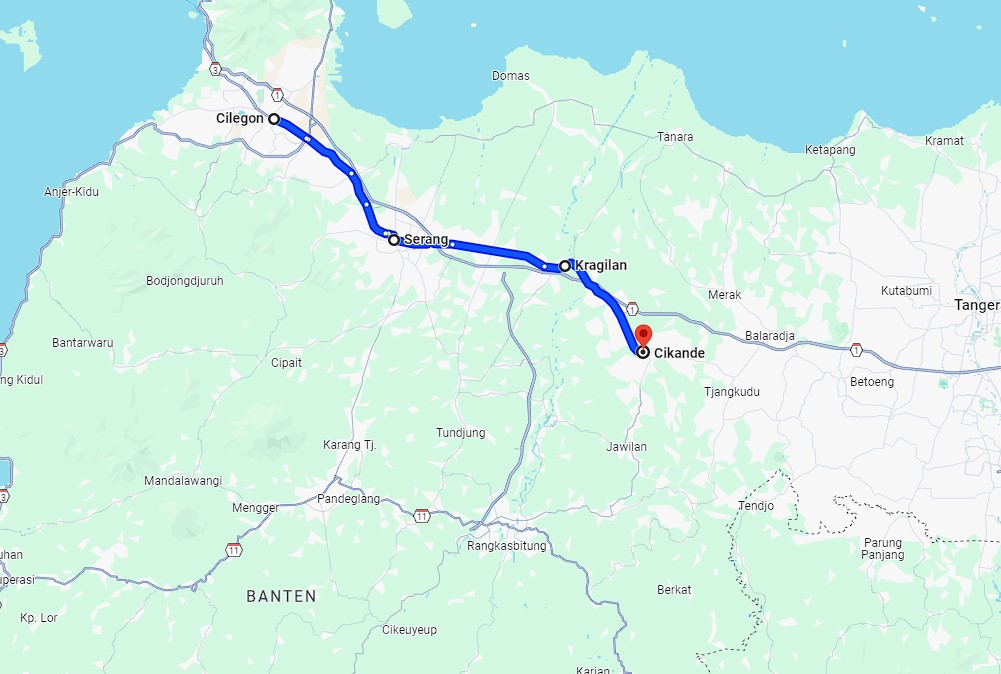 Domas
3
1
Cilegon
Tanara
Kramat
Ketapang
Anjer-Kidu
Serang
Kragilan
Bodjongdjuruh
Kutabumi
Merak
Tanger
1
Balaradja
Bantarwaru
3
1
Cikande
Cipait
ng Kidul
Betoeng
Tjangkudu
Tundjung
Karang Tj.
Jawilan
Mandalawangi
3
Pandeglang
Mengger
11
Tendjo
Rangkasbitung
Parung
Panjang
11
uhan
perasi
BANTEN
Berkat
Kp. Lor
Cikeuyeup
Karian